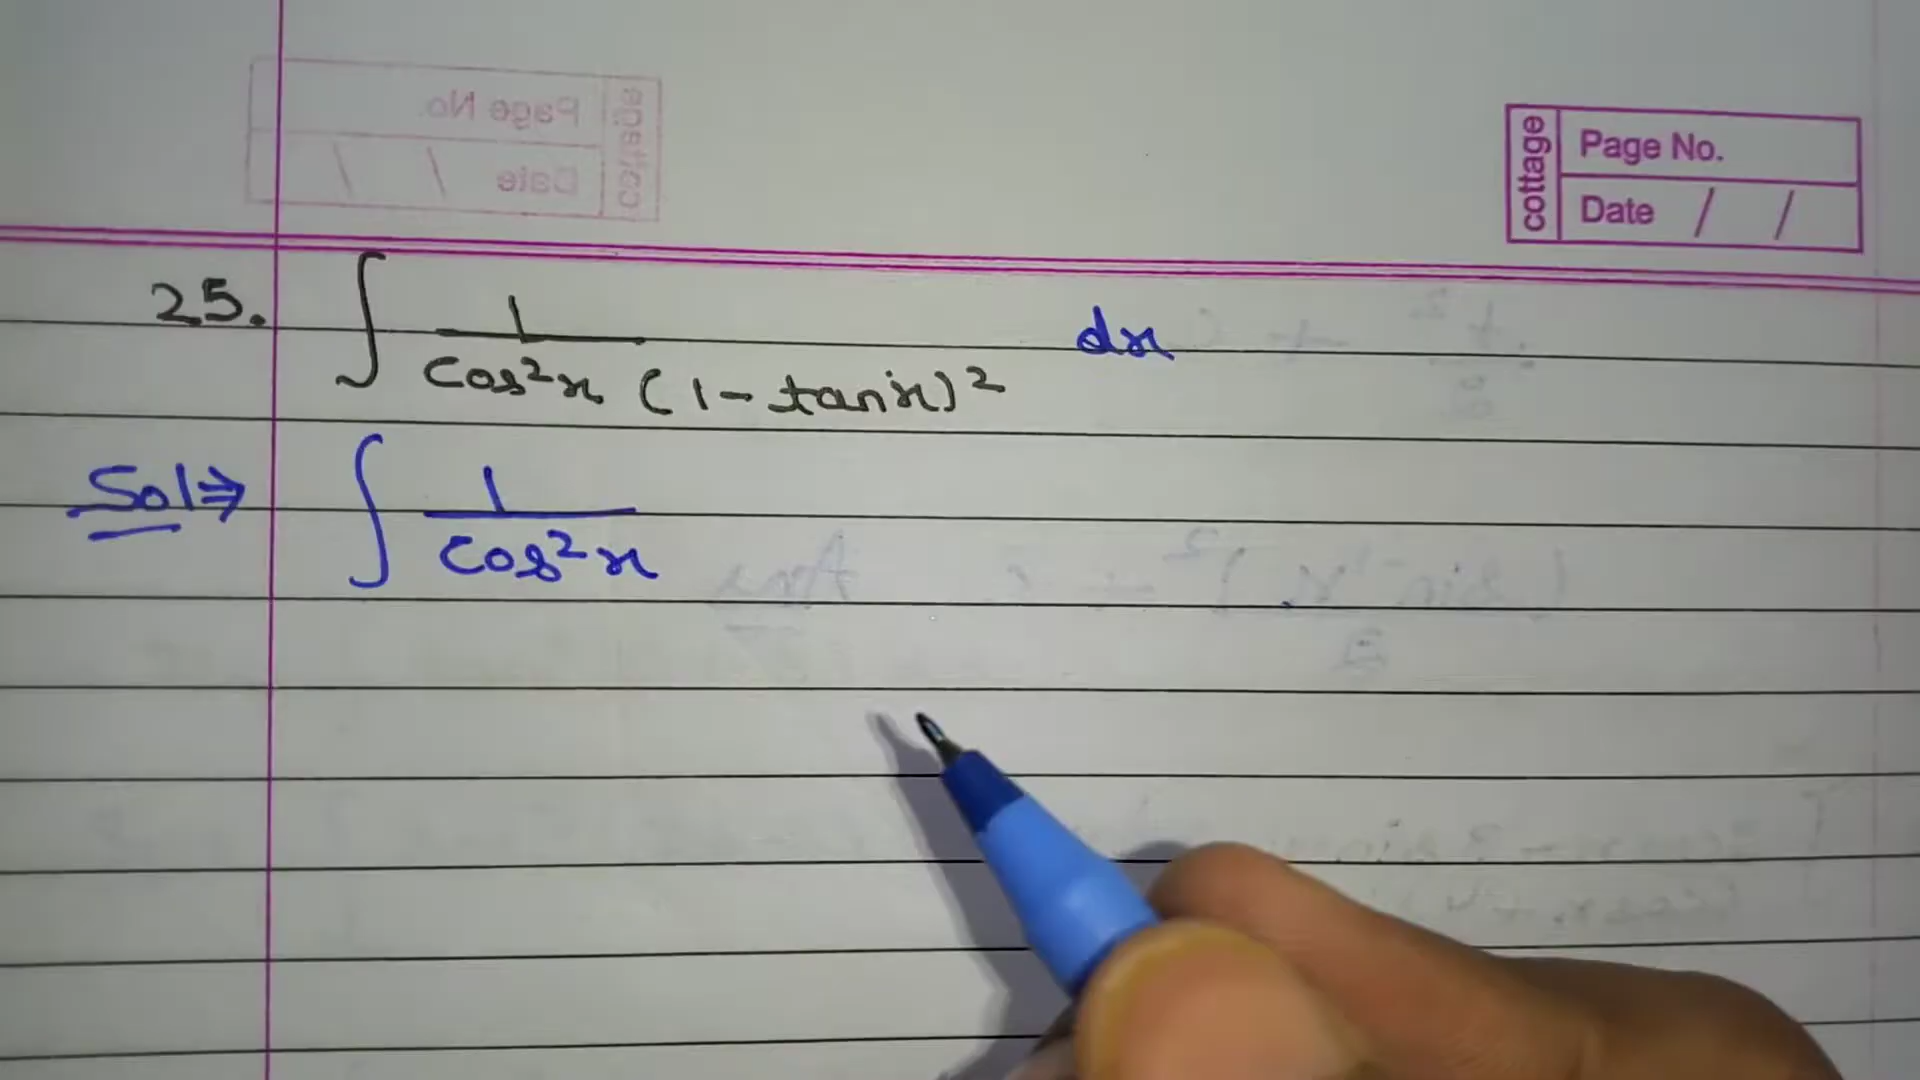 cottage
Page No.
Date / /
25. ∫ 1/(cos²x (1 - tanx)²) dx
Sol⇒ ∫ 1/cos²x